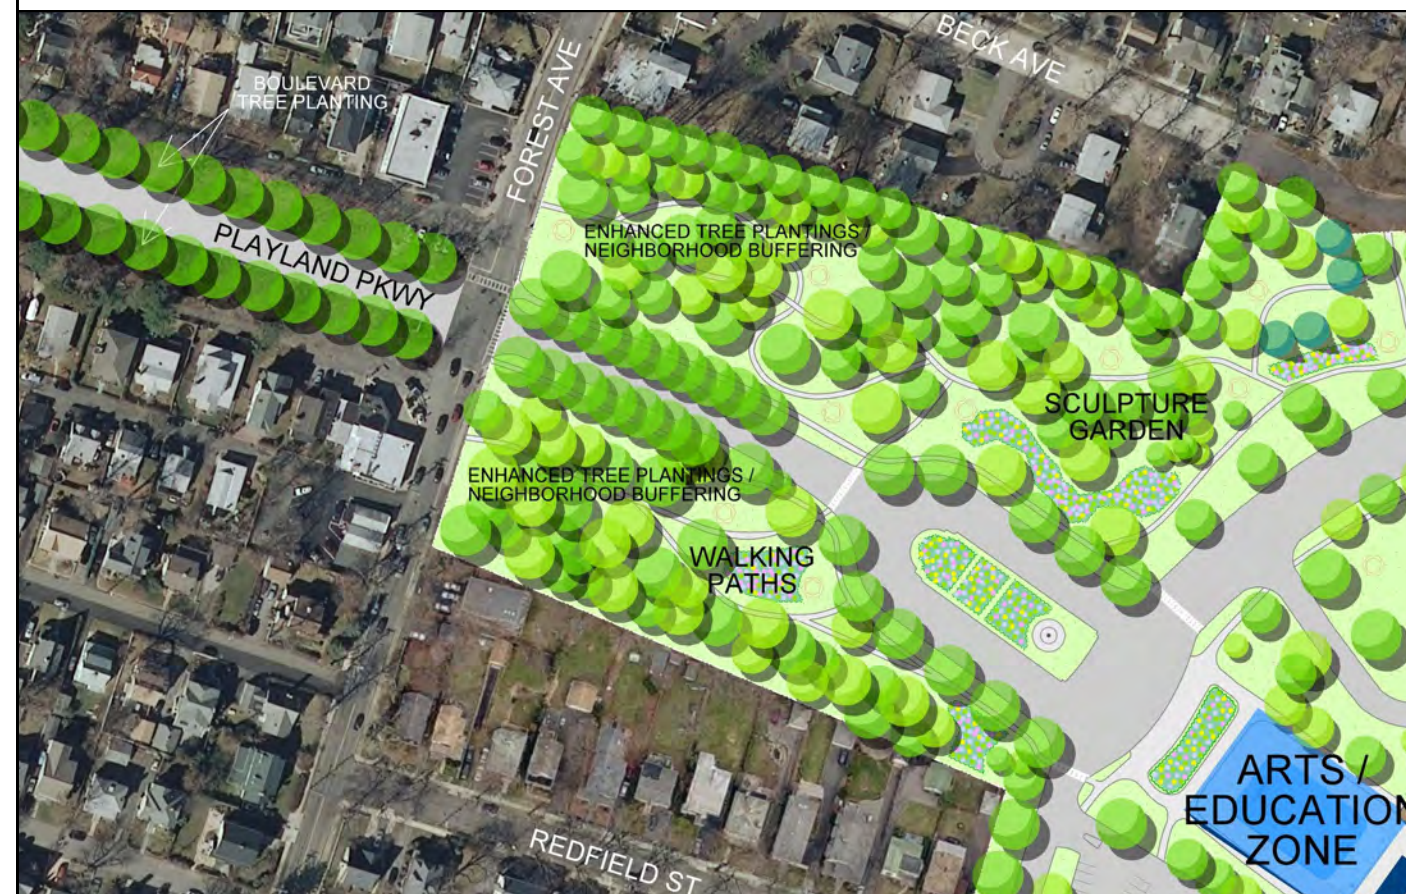 BECK AVE
BOULEVARD
TREE PLANTING
FOREST AVE
PLAYLAND PKWY
ENHANCED TREE PLANTINGS /
NEIGHBORHOOD BUFFERING
SCULPTURE
GARDEN
ENHANCED TREE PLANTINGS /
NEIGHBORHOOD BUFFERING
WALKING
PATHS
ARTS /
EDUCATION
ZONE
REDFIELD ST